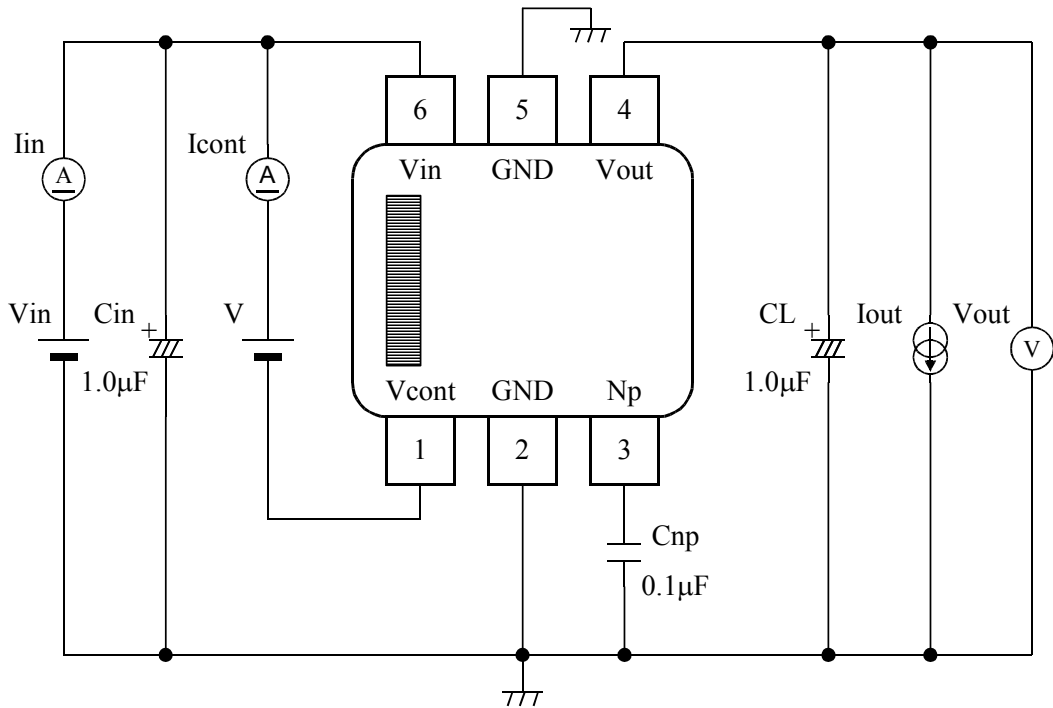 6 5 4
Iin Icont Vin GND Vout
A A
Vin Cin + V CL + Iout Vout
V
1.0µF Vcont GND Np 1.0µF
1 2 3
Cnp
0.1µF